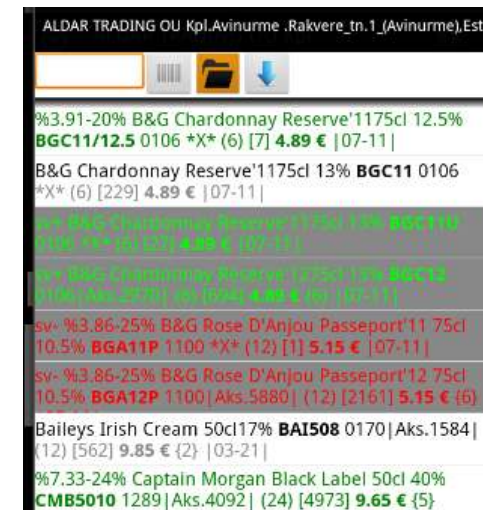 ALDAR TRADING OU Kpl.Avinurme .Rakvere_tn.1_(Avinurme),Est
%3.91-20% B&G Chardonnay Reserve'1175cl 12.5%
BGC11/12.5 0106 *X* (6) [7] 4.89 € |07-11|
B&G Chardonnay Reserve'1175cl 13% BGC11 0106
*X* (6) [229] 4.89 € |07-11|
sv+ B&G Chardonnay Reserve'1175cl 13% BGC11U
0106 *X* (6) [27] 4.89 € |07-11|
sv+ B&G Chardonnay Reserve'1275cl 13% BGC12
0106|Aks.2270| (6) [694] 4.89 € {6} |07-11|
sv- %3.86-25% B&G Rose D'Anjou Passeport'11 75cl
10.5% BGA11P 1100 *X* (12) [1] 5.15 € |07-11|
sv- %3.86-25% B&G Rose D'Anjou Passeport'12 75cl
10.5% BGA12P 1100|Aks.5880| (12) [2161] 5.15 € {6}
Baileys Irish Cream 50cl17% BAI508 0170|Aks.1584|
(12) [562] 9.85 € {2} |03-21|
%7.33-24% Captain Morgan Black Label 50cl 40%
CMB5010 1289|Aks.4092| (24) [4973] 9.65 € {5}